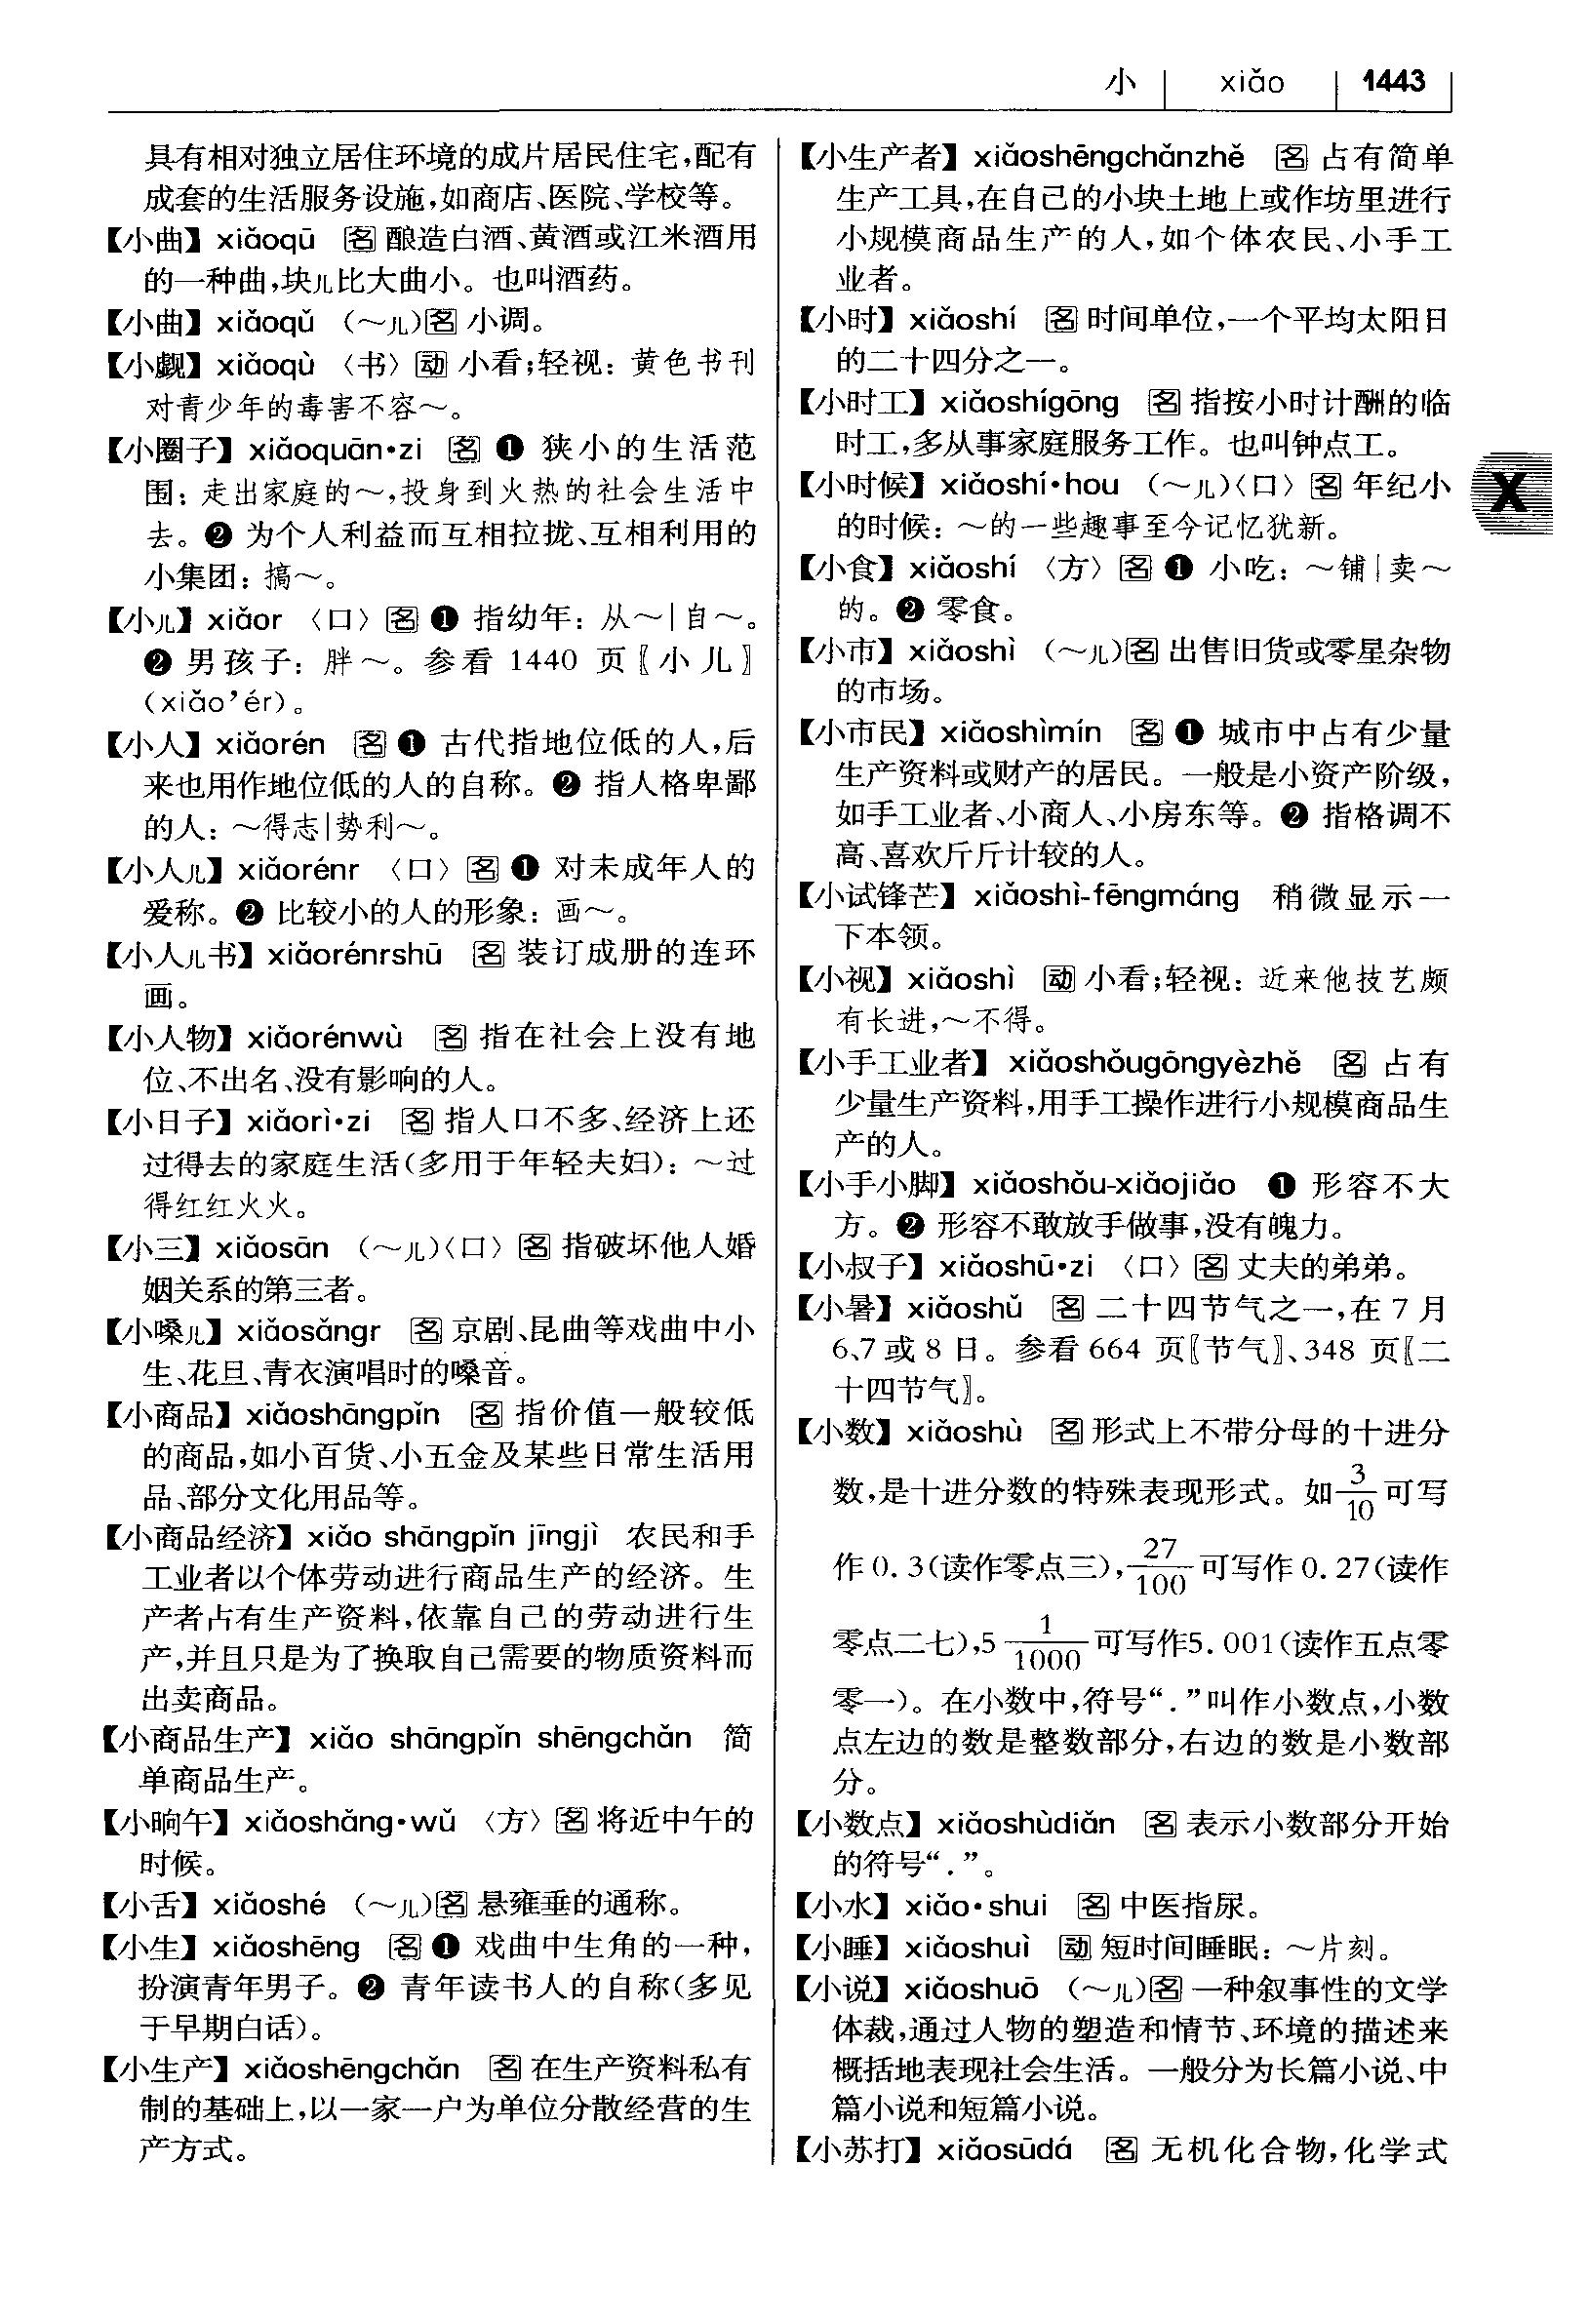 小 | xiǎo | 1443
具有相对独立居住环境的成片居民住宅,配有
成套的生活服务设施,如商店、医院、学校等。
【小曲】 xiǎoqū 名 酿造白酒、黄酒或江米酒用
的一种曲,块儿比大曲小。也叫酒药。
【小曲】 xiǎoqǔ (～儿)名 小调。
【小觑】 xiǎoqù 〈书〉动 小看;轻视:黄色书刊
对青少年的毒害不容～。
【小圈子】 xiǎoquān•zi 名 ❶ 狭小的生活范
围:走出家庭的～,投身到火热的社会生活中
去。❷ 为个人利益而互相拉拢、互相利用的
小集团:搞～。
【小儿】 xiǎor 〈口〉名 ❶ 指幼年:从～|自～。
❷ 男孩子:胖～。参看 1440 页〖小儿〗
(xiǎo’ér)。
【小人】 xiǎorén 名 ❶ 古代指地位低的人,后
来也用作地位低的人的自称。❷ 指人格卑鄙
的人:～得志|势利～。
【小人儿】 xiǎorénr 〈口〉名 ❶ 对未成年人的
爱称。❷ 比较小的人的形象:画～。
【小人儿书】 xiǎorénrshū 名 装订成册的连环
画。
【小人物】 xiǎorénwù 名 指在社会上没有地
位、不出名、没有影响的人。
【小日子】 xiǎorì•zi 名 指人口不多、经济上还
过得去的家庭生活(多用于年轻夫妇):～过
得红红火火。
【小三】 xiǎosān (～儿)〈口〉名 指破坏他人婚
姻关系的第三者。
【小嗓儿】 xiǎosǎngr 名 京剧、昆曲等戏曲中小
生、花旦、青衣演唱时的嗓音。
【小商品】 xiǎoshāngpǐn 名 指价值一般较低
的商品,如小百货、小五金及某些日常生活用
品、部分文化用品等。
【小商品经济】 xiǎo shāngpǐn jīngjì 农民和手
工业者以个体劳动进行商品生产的经济。生
产者占有生产资料,依靠自己的劳动进行生
产,并且只是为了换取自己需要的物质资料而
出卖商品。
【小商品生产】 xiǎo shāngpǐn shēngchǎn 简
单商品生产。
【小晌午】 xiǎoshǎng•wǔ 〈方〉名 将近中午的
时候。
【小舌】 xiǎoshé (～儿)名 悬雍垂的通称。
【小生】 xiǎoshēng 名 ❶ 戏曲中生角的一种,
扮演青年男子。❷ 青年读书人的自称(多见
于早期白话)。
【小生产】 xiǎoshēngchǎn 名 在生产资料私有
制的基础上,以一家一户为单位分散经营的生
产方式。
【小生产者】 xiǎoshēngchǎnzhě 名 占有简单
生产工具,在自己的小块土地上或作坊里进行
小规模商品生产的人,如个体农民、小手工
业者。
【小时】 xiǎoshí 名 时间单位,一个平均太阳日
的二十四分之一。
【小时工】 xiǎoshígōng 名 指按小时计酬的临
时工,多从事家庭服务工作。也叫钟点工。
【小时候】 xiǎoshí•hou (～儿)〈口〉名 年纪小
的时候:～的一些趣事至今记忆犹新。
X
【小食】 xiǎoshí 〈方〉名 ❶ 小吃:～铺|卖～
的。❷ 零食。
【小市】 xiǎoshì (～儿)名 出售旧货或零星杂物
的市场。
【小市民】 xiǎoshìmín 名 ❶ 城市中占有少量
生产资料或财产的居民。一般是小资产阶级,
如手工业者、小商人、小房东等。❷ 指格调不
高、喜欢斤斤计较的人。
【小试锋芒】 xiǎoshì-fēngmáng 稍微显示一
下本领。
【小视】 xiǎoshì 动 小看;轻视:近来他技艺颇
有长进,～不得。
【小手工业者】 xiǎoshǒugōngyèzhě 名 占有
少量生产资料,用手工操作进行小规模商品生
产的人。
【小手小脚】 xiǎoshǒu-xiǎojiǎo ❶ 形容不大
方。❷ 形容不敢放手做事,没有魄力。
【小叔子】 xiǎoshū•zi 〈口〉名 丈夫的弟弟。
【小暑】 xiǎoshǔ 名 二十四节气之一,在 7 月
6、7 或 8 日。参看 664 页〖节气〗、348 页〖二
十四节气〗。
【小数】 xiǎoshù 名 形式上不带分母的十进分
数,是十进分数的特殊表现形式。如 3/10 可写
作 0.3(读作零点三), 27/100 可写作 0.27(读作
零点二七),5 1/1000 可写作5.001(读作五点零
零一)。在小数中,符号“.”叫作小数点,小数
点左边的数是整数部分,右边的数是小数部
分。
【小数点】 xiǎoshùdiǎn 名 表示小数部分开始
的符号“.”。
【小水】 xiǎo•shui 名 中医指尿。
【小睡】 xiǎoshuì 动 短时间睡眠:～片刻。
【小说】 xiǎoshuō (～儿)名 一种叙事性的文学
体裁,通过人物的塑造和情节、环境的描述来
概括地表现社会生活。一般分为长篇小说、中
篇小说和短篇小说。
【小苏打】 xiǎosūdá 名 无机化合物,化学式